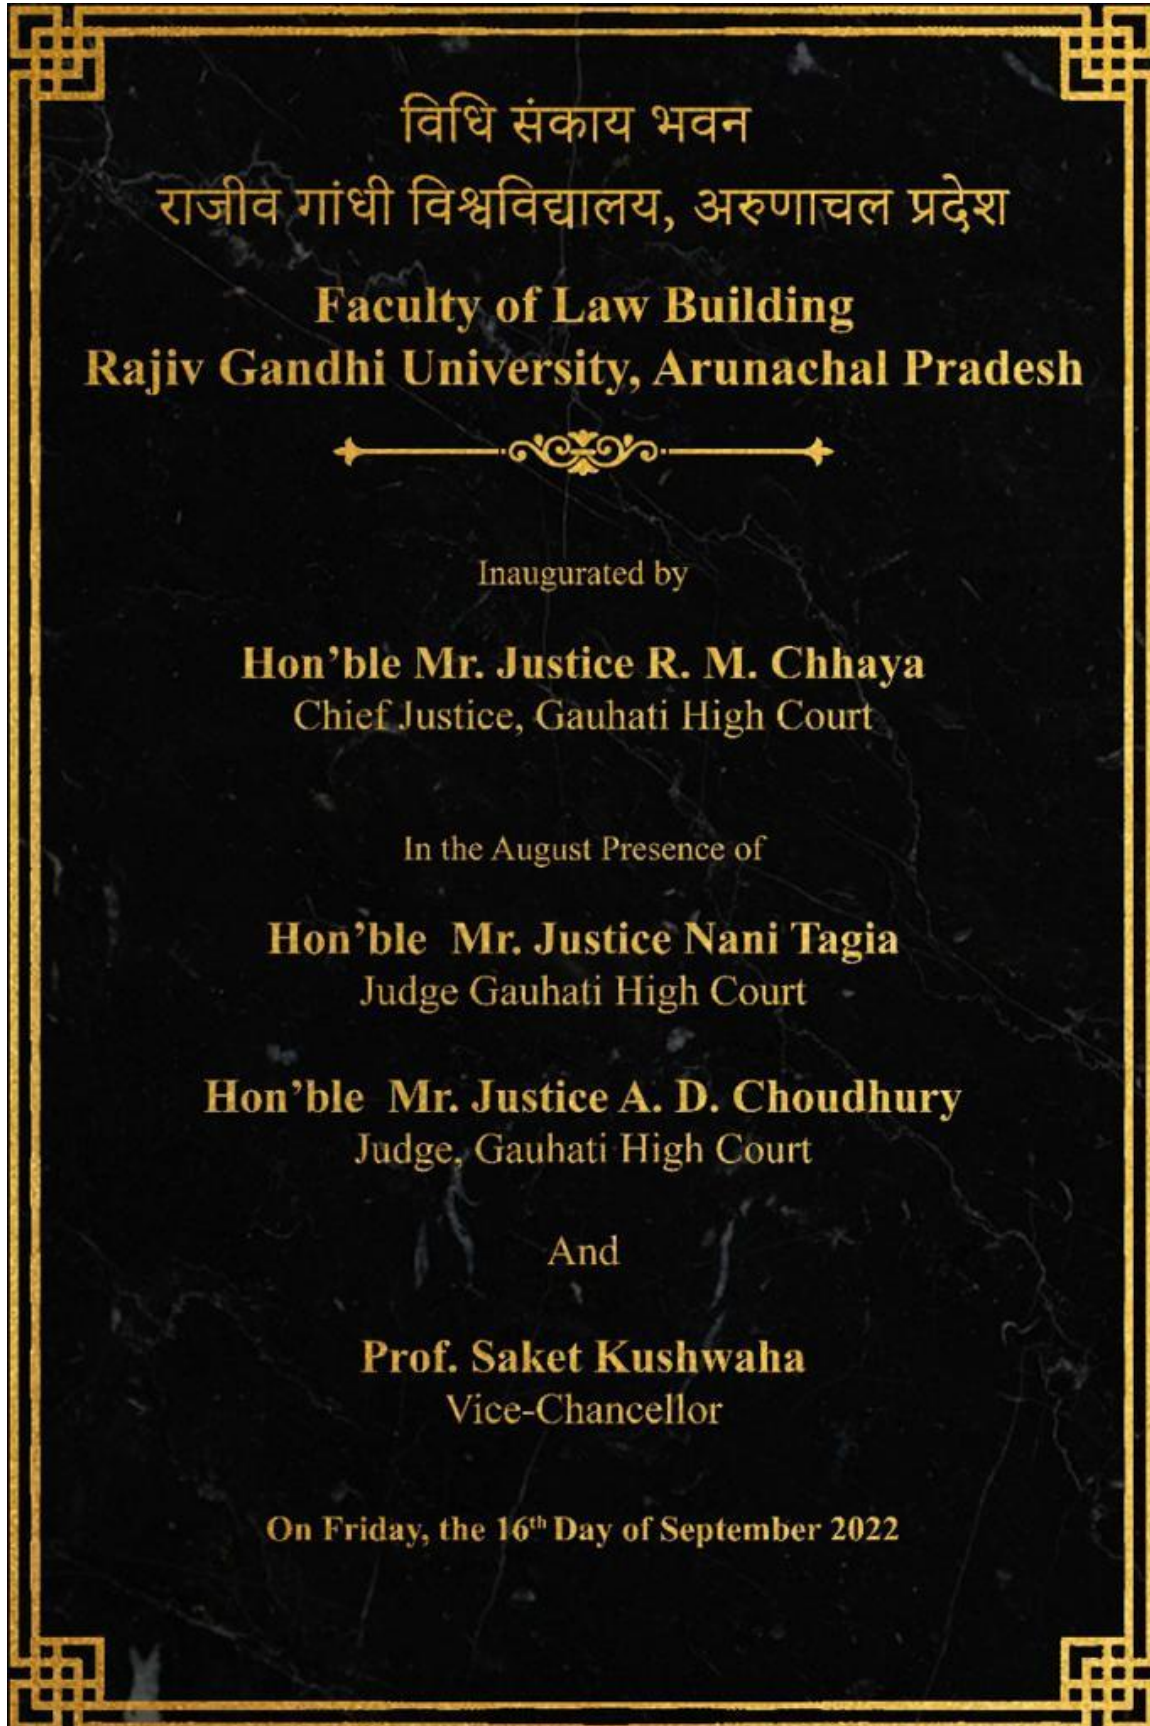 विधि संकाय भवन
राजीव गांधी विश्वविद्यालय, अरुणाचल प्रदेश
Faculty of Law Building
Rajiv Gandhi University, Arunachal Pradesh
Inaugurated by
Hon’ble Mr. Justice R. M. Chhaya
Chief Justice, Gauhati High Court
In the August Presence of
Hon’ble Mr. Justice Nani Tagia
Judge Gauhati High Court
Hon’ble Mr. Justice A. D. Choudhury
Judge, Gauhati High Court
And
Prof. Saket Kushwaha
Vice-Chancellor
On Friday, the 16th Day of September 2022